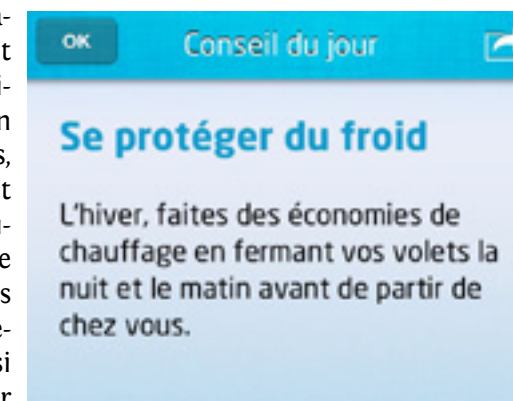 OK
Conseil du jour
Se protéger du froid
L'hiver, faites des économies de
chauffage en fermant vos volets la
nuit et le matin avant de partir de
chez vous.